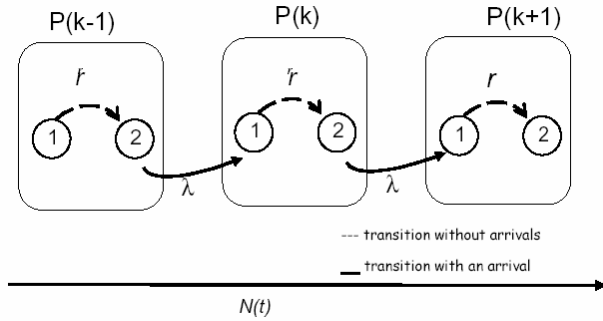 P(k-1) P(k) P(k+1)
r r r
1 2 1 2 1 2
λ λ
--- transition without arrivals
— transition with an arrival
N(t)